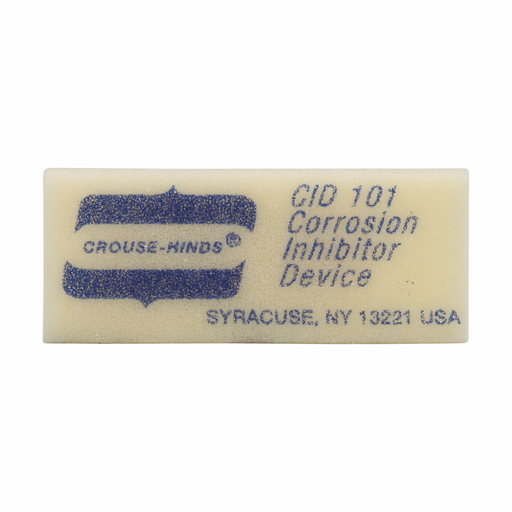 CROUSE-HINDS®
CID 101
Corrosion
Inhibitor
Device
SYRACUSE, NY 13221 USA